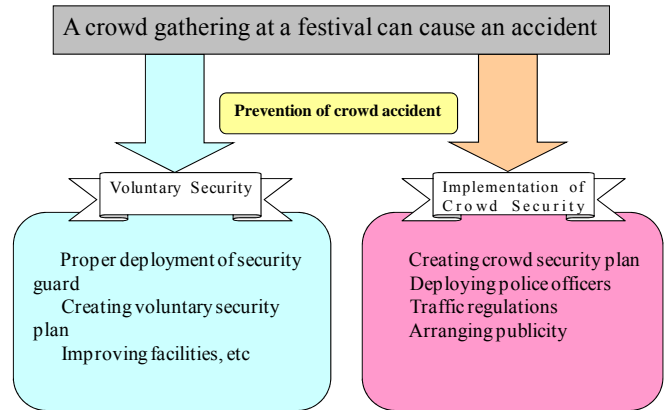 A crowd gathering at a festival can cause an accident
Prevention of crowd accident
Voluntary Security
Proper deployment of security
guard
Creating voluntary security
plan
Improving facilities, etc
Implementation of
Crowd Security
Creating crowd security plan
Deploying police officers
Traffic regulations
Arranging publicity